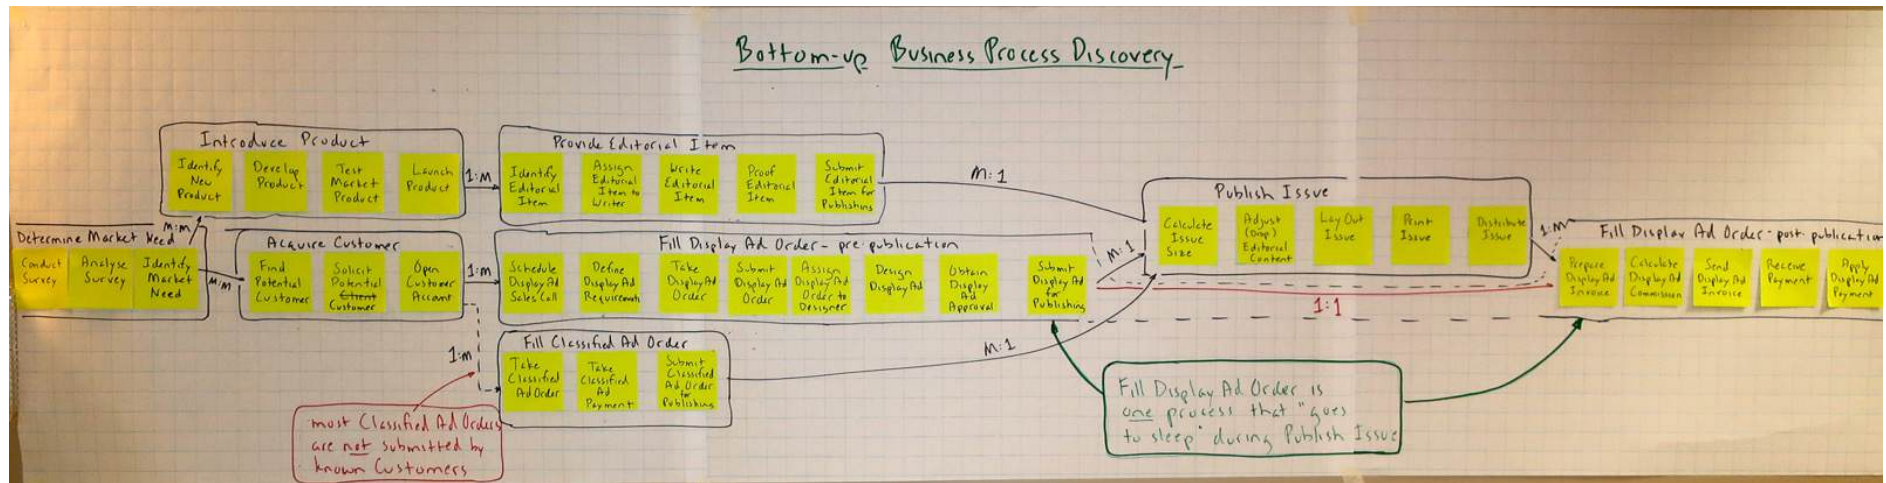 Bottom-up Business Process Discovery
Introduce Product
Identify
New
Product
Develop
Product
Test
Market
Product
Launch
Product
1:M
Provide Editorial Item
Identify
Editorial
Item
Assign
Editorial
Item to
Writer
Write
Editorial
Item
Proof
Editorial
Item
Submit
Editorial
Item for
Publishing
M:1
Determine Market Need
Conduct
Survey
Analyse
Survey
Identify
Market
Need
M:M
M:M
Acquire Customer
Find
Potential
Customer
Solicit
Potential
Client
Customer
Open
Customer
Account
1:M
Fill Display Ad Order - pre-publication
Schedule
Display Ad
Sales Call
Define
Display Ad
Requirements
Take
Display Ad
Order
Submit
Display Ad
Order
Assign
Display Ad
Order to
Designer
Design
Display Ad
Obtain
Display
Ad
Approval
Submit
Display Ad
for
Publishing
M:1
1:M
Fill Classified Ad Order
Take
Classified
Ad Order
Take
Classified
Ad
Payment
Submit
Classified
Ad Order
for
Publishing
M:1
Publish Issue
Calculate
Issue
Size
Adjust
(Drop)
Editorial
Content
Lay Out
Issue
Print
Issue
Distribute
Issue
1:M
1:1
Fill Display Ad Order - post-publication
Prepare
Display Ad
Invoice
Calculate
Display Ad
Commission
Send
Display Ad
Invoice
Receive
Payment
Apply
Display Ad
Payment
most Classified Ad Orders
are not submitted by
known Customers
Fill Display Ad Order is
one process that "goes
to sleep" during Publish Issue